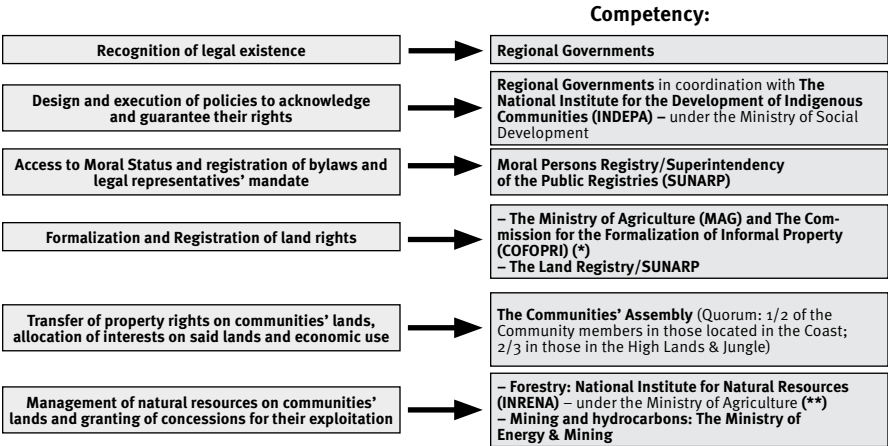 Competency:
Recognition of legal existence
Regional Governments
Design and execution of policies to acknowledge
and guarantee their rights
Regional Governments in coordination with The
National Institute for the Development of Indigenous
Communities (INDEPA) – under the Ministry of Social
Development
Access to Moral Status and registration of bylaws and
legal representatives' mandate
Moral Persons Registry/Superintendency
of the Public Registries (SUNARP)
Formalization and Registration of land rights
– The Ministry of Agriculture (MAG) and The Com-
mission for the Formalization of Informal Property
(COFOPRI) (*)
– The Land Registry/SUNARP
Transfer of property rights on communities' lands,
allocation of interests on said lands and economic use
The Communities' Assembly (Quorum: 1/2 of the
Community members in those located in the Coast;
2/3 in those in the High Lands & Jungle)
Management of natural resources on communities'
lands and granting of concessions for their exploitation
– Forestry: National Institute for Natural Resources
(INRENA) – under the Ministry of Agriculture (**)
– Mining and hydrocarbons: The Ministry of
Energy & Mining